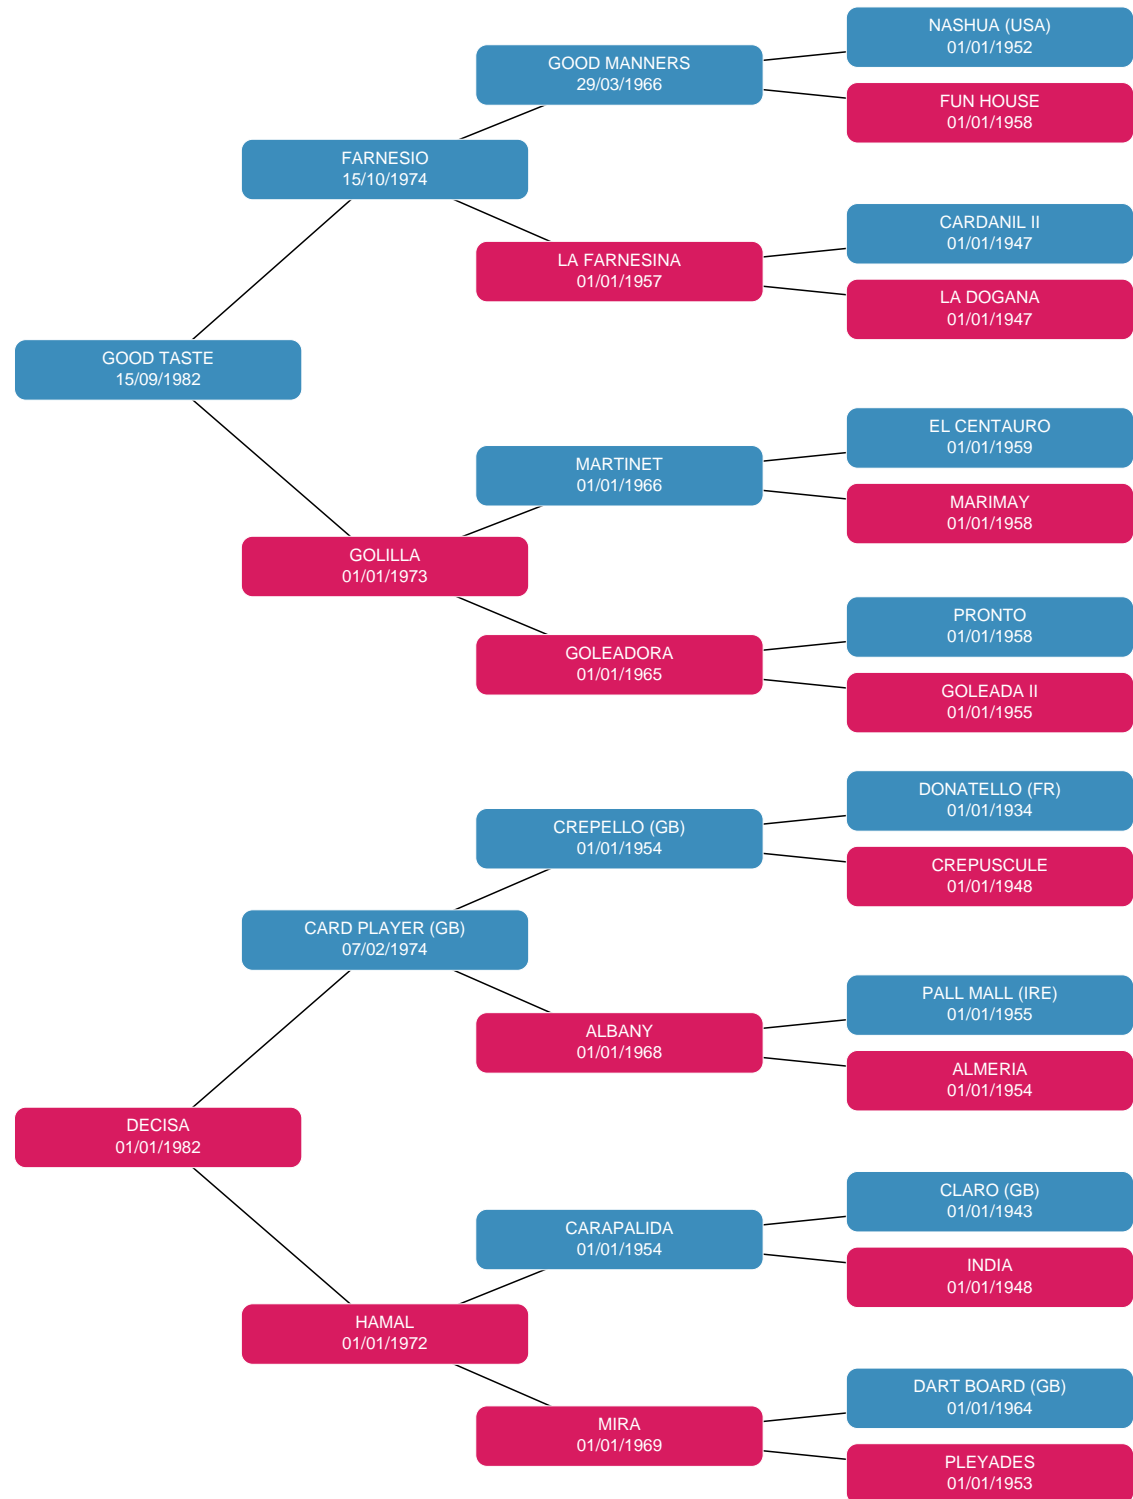 NASHUA (USA)
01/01/1952
GOOD MANNERS
29/03/1966
FUN HOUSE
01/01/1958
FARNESIO
15/10/1974
CARDANIL II
01/01/1947
LA FARNESINA
01/01/1957
LA DOGANA
01/01/1947
GOOD TASTE
15/09/1982
EL CENTAURO
01/01/1959
MARTINET
01/01/1966
MARIMAY
01/01/1958
GOLILLA
01/01/1973
PRONTO
01/01/1958
GOLEADORA
01/01/1965
GOLEADA II
01/01/1955
DONATELLO (FR)
01/01/1934
CREPELLO (GB)
01/01/1954
CREPUSCULE
01/01/1948
CARD PLAYER (GB)
07/02/1974
PALL MALL (IRE)
01/01/1955
ALBANY
01/01/1968
ALMERIA
01/01/1954
DECISA
01/01/1982
CLARO (GB)
01/01/1943
CARAPALIDA
01/01/1954
INDIA
01/01/1948
HAMAL
01/01/1972
DART BOARD (GB)
01/01/1964
MIRA
01/01/1969
PLEYADES
01/01/1953